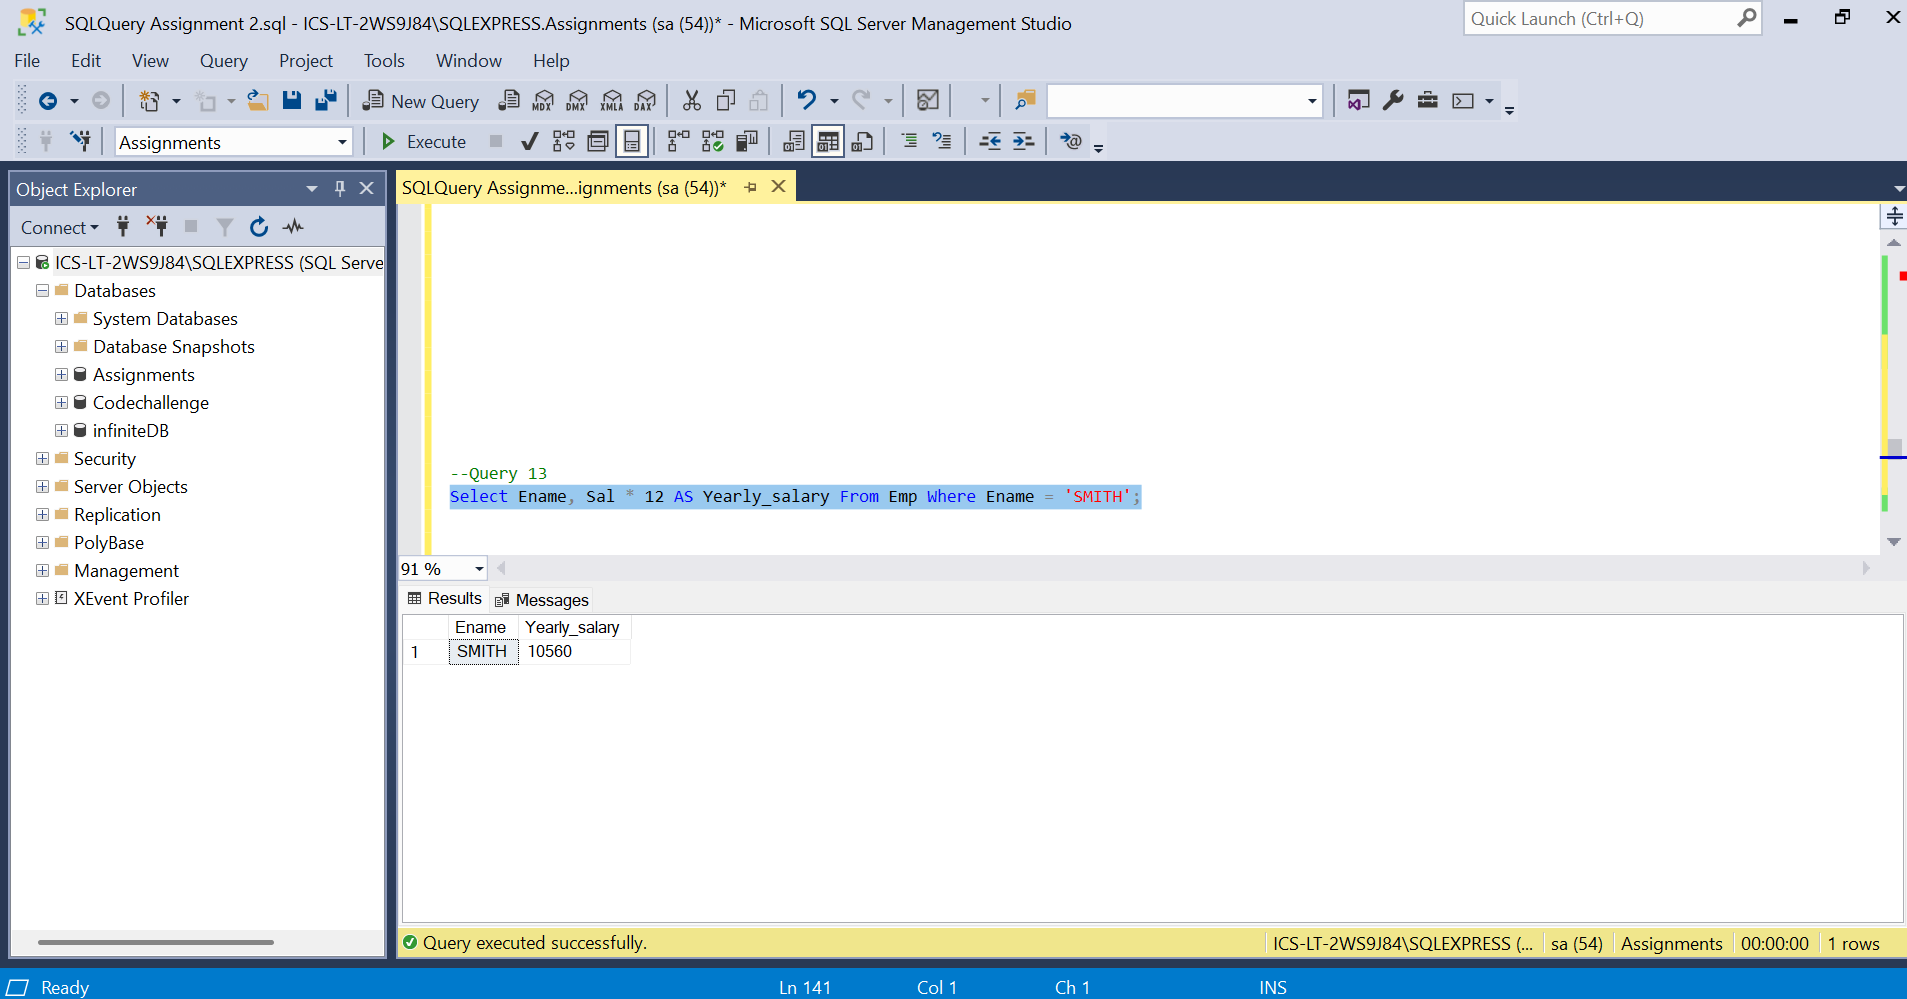 SQLQuery Assignment 2.sql - ICS-LT-2WS9J84\SQLEXPRESS.Assignments (sa (54))* - Microsoft SQL Server Management Studio
Quick Launch (Ctrl+Q)
File Edit View Query Project Tools Window Help
New Query MDX DMX XMLA DAX
Assignments Execute
Object Explorer
SQLQuery Assignme...ignments (sa (54))*
Connect
ICS-LT-2WS9J84\SQLEXPRESS (SQL Serve
Databases
System Databases
Database Snapshots
Assignments
Codechallenge
infiniteDB
Security
Server Objects
Replication
PolyBase
Management
XEvent Profiler
--Query 13
Select Ename, Sal * 12 AS Yearly_salary From Emp Where Ename = 'SMITH';
91 %
Results Messages
Ename Yearly_salary
1 SMITH 10560
Query executed successfully. ICS-LT-2WS9J84\SQLEXPRESS (... sa (54) Assignments 00:00:00 1 rows
Ready Ln 141 Col 1 Ch 1 INS